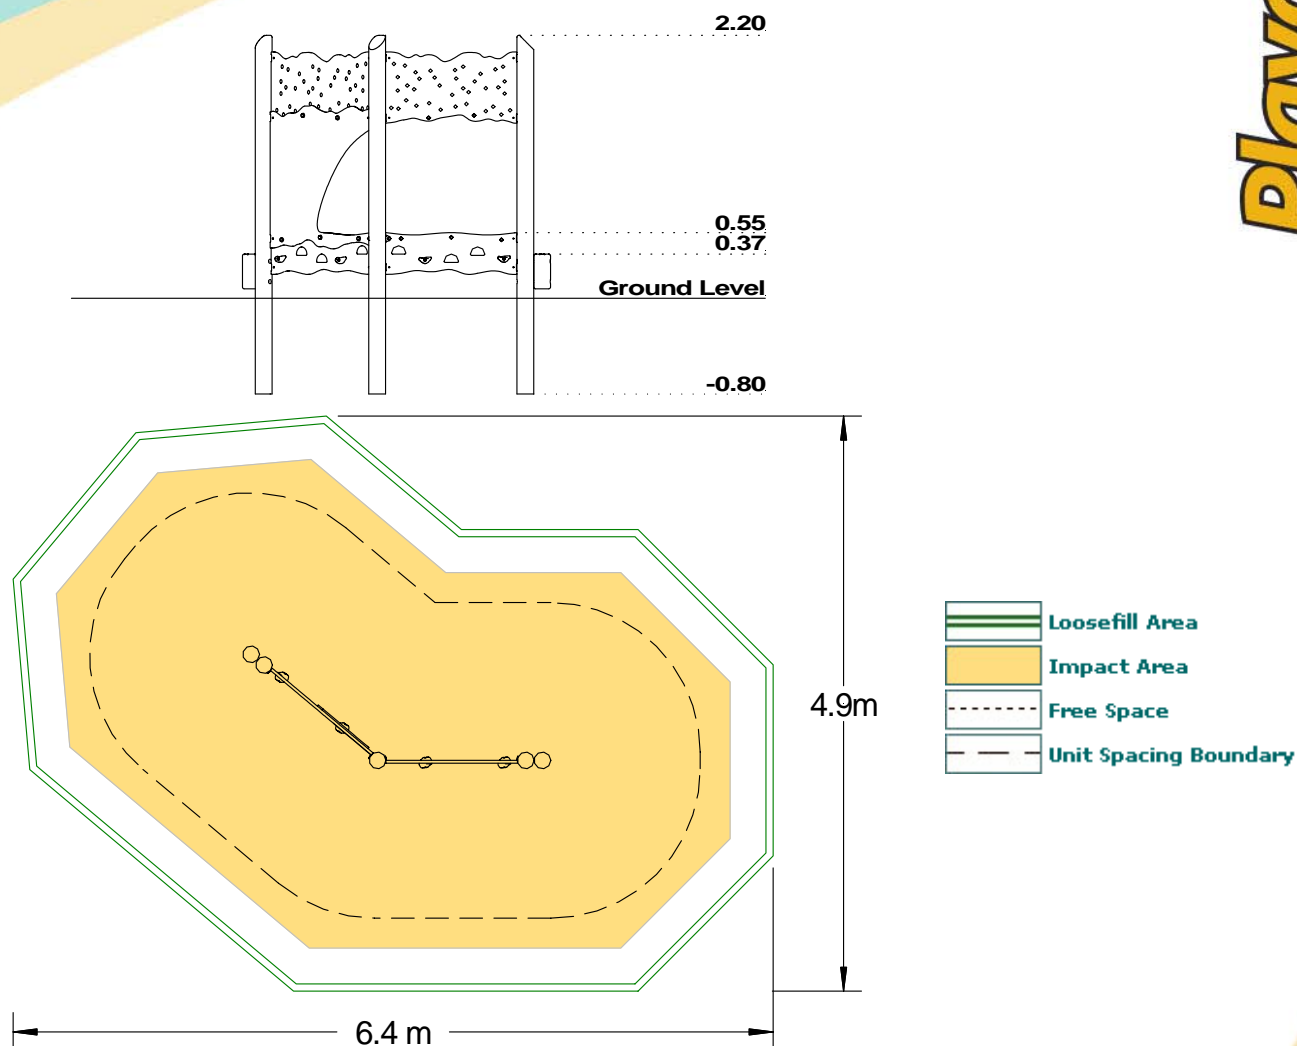 2.20
0.55
0.37
Ground Level
-0.80
4.9m
6.4 m
Loosefill Area
Impact Area
Free Space
Unit Spacing Boundary